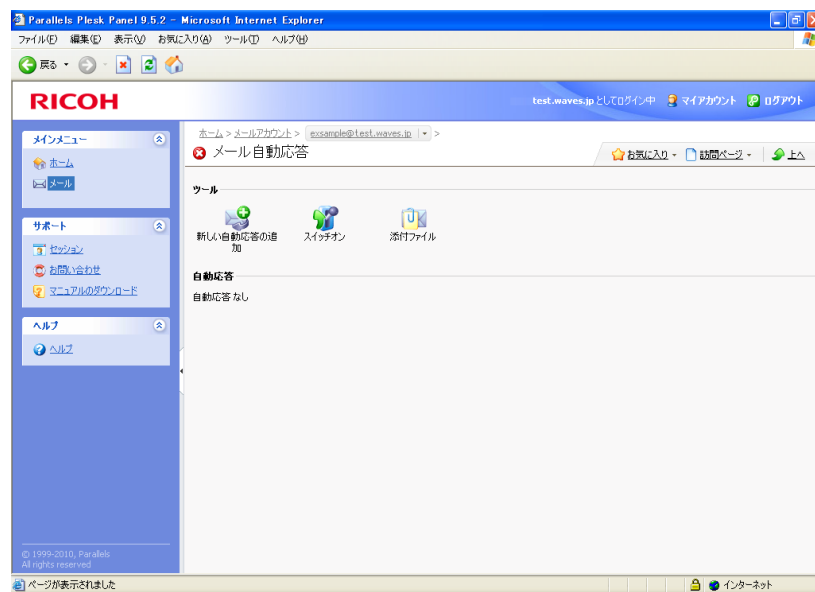 Parallels Plesk Panel 9.5.2 - Microsoft Internet Explorer
ファイル(F) 編集(E) 表示(V) お気に入り(A) ツール(T) ヘルプ(H)
戻る
RICOH
test.waves.jp としてログイン中 マイアカウント ログアウト
メインメニュー
ホーム
メール
サポート
セッション
お問い合わせ
マニュアルのダウンロード
ヘルプ
ヘルプ
© 1999-2010, Parallels
All rights reserved
ホーム > メールアカウント > exsample@test.waves.jp >
メール自動応答
お気に入り 訪問ページ 上へ
ツール
新しい自動応答の追
加
スイッチオン
添付ファイル
自動応答
自動応答 なし
ページが表示されました
インターネット